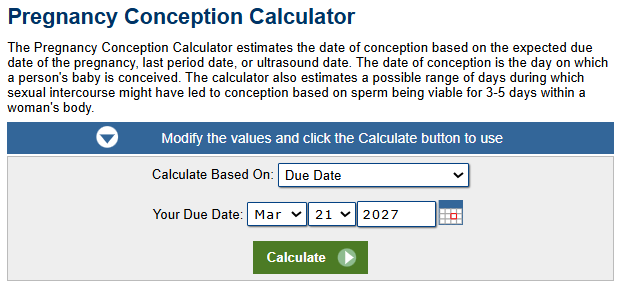 Pregnancy Conception Calculator
The Pregnancy Conception Calculator estimates the date of conception based on the expected due
date of the pregnancy, last period date, or ultrasound date. The date of conception is the day on which
a person's baby is conceived. The calculator also estimates a possible range of days during which
sexual intercourse might have led to conception based on sperm being viable for 3-5 days within a
woman's body.
Modify the values and click the Calculate button to use
Calculate Based On: Due Date
Your Due Date: Mar 21 2027
Calculate